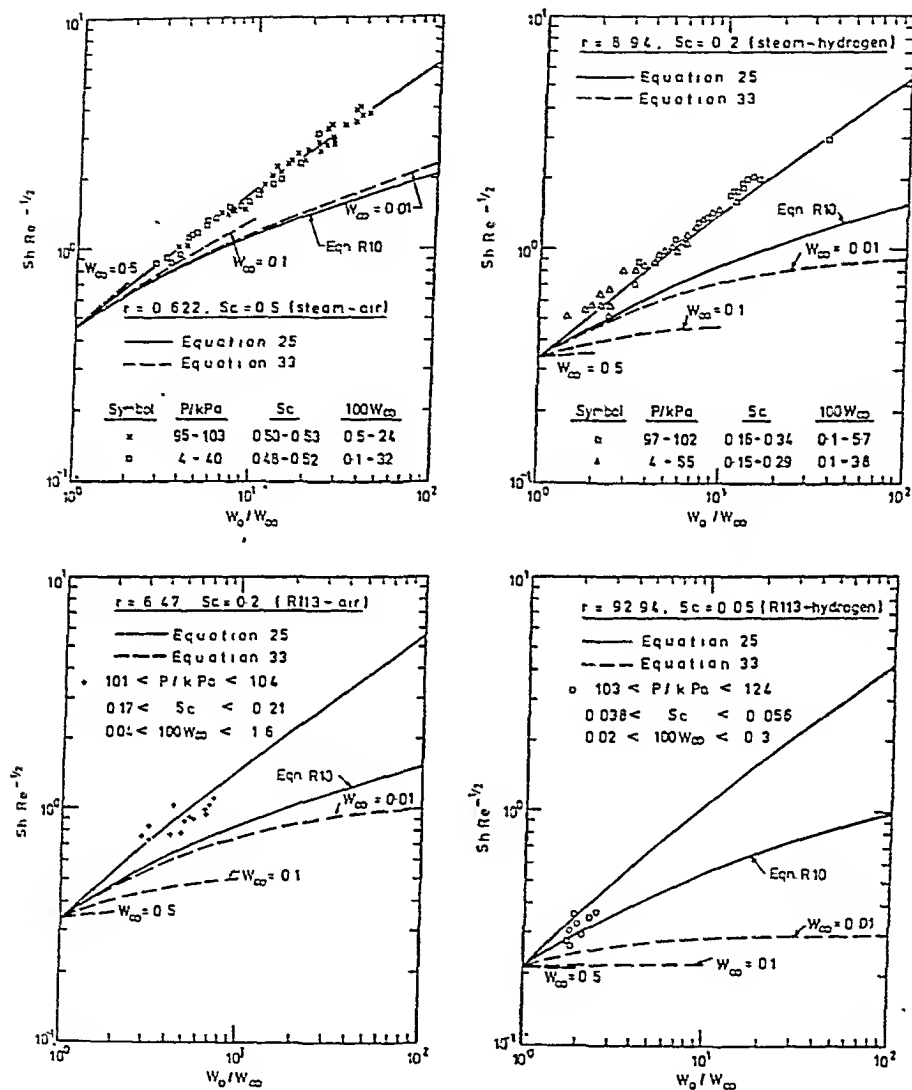 10¹
10⁰
10⁻¹
Sh Re⁻¹/²
W∞=0.5
W∞=0.1
W∞=0.01
Eqn R10
r = 0.622, Sc=0.5 (steam-air)
Equation 25
Equation 33
Symbol P/kPa Sc 100W∞
× 95-103 0.50-0.53 0.5-24
□ 4-40 0.48-0.52 0.1-32
10⁰ 10¹ 10²
W₀/W∞
10¹
10⁰
10⁻¹
Sh Re⁻¹/²
r = 8.94, Sc=0.2 (steam-hydrogen)
Equation 25
Equation 33
Eqn R10
W∞=0.01
W∞=0.1
W∞=0.5
Symbol P/kPa Sc 100W∞
□ 97-102 0.16-0.34 0.1-5.7
△ 4-55 0.15-0.29 0.1-3.8
10⁰ 10¹ 10²
W₀/W∞
10¹
10⁰
10⁻¹
Sh Re⁻¹/²
r = 6.47 Sc=0.2 (R113-air)
Equation 25
Equation 33
+ 101 < P/kPa < 104
0.17 < Sc < 0.21
0.04 < 100W∞ < 1.6
Eqn. R10
W∞=0.01
W∞=0.1
W∞=0.5
10⁰ 10¹ 10²
W₀/W∞
10¹
10⁰
10⁻¹
Sh Re⁻¹/²
r = 92.94, Sc=0.05 (R113-hydrogen)
Equation 25
Equation 33
○ 103 < P/kPa < 124
0.038 < Sc < 0.056
0.02 < 100W∞ < 0.3
Eqn. R10
W∞=0.01
W∞=0.1
W∞=0.5
10⁰ 10¹ 10²
W₀/W∞